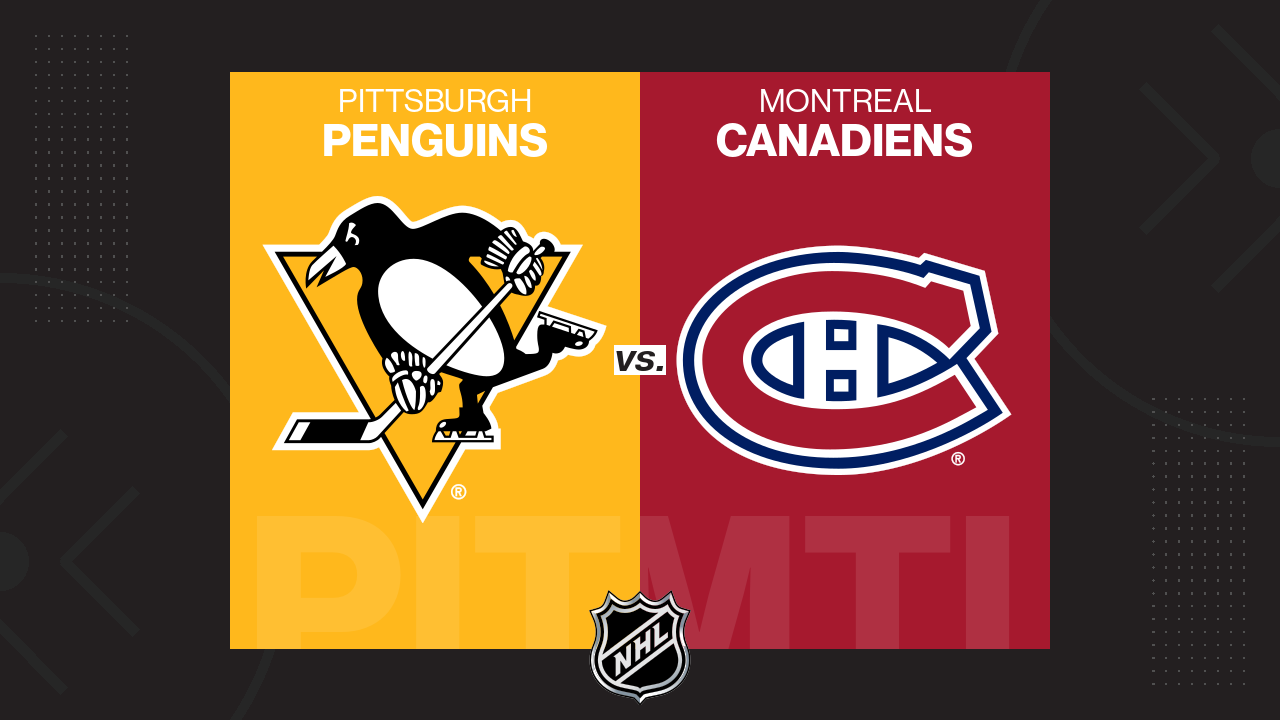 PITTSBURGH
PENGUINS
MONTREAL
CANADIENS
vs.
®
®
PIT
MTL
NHL